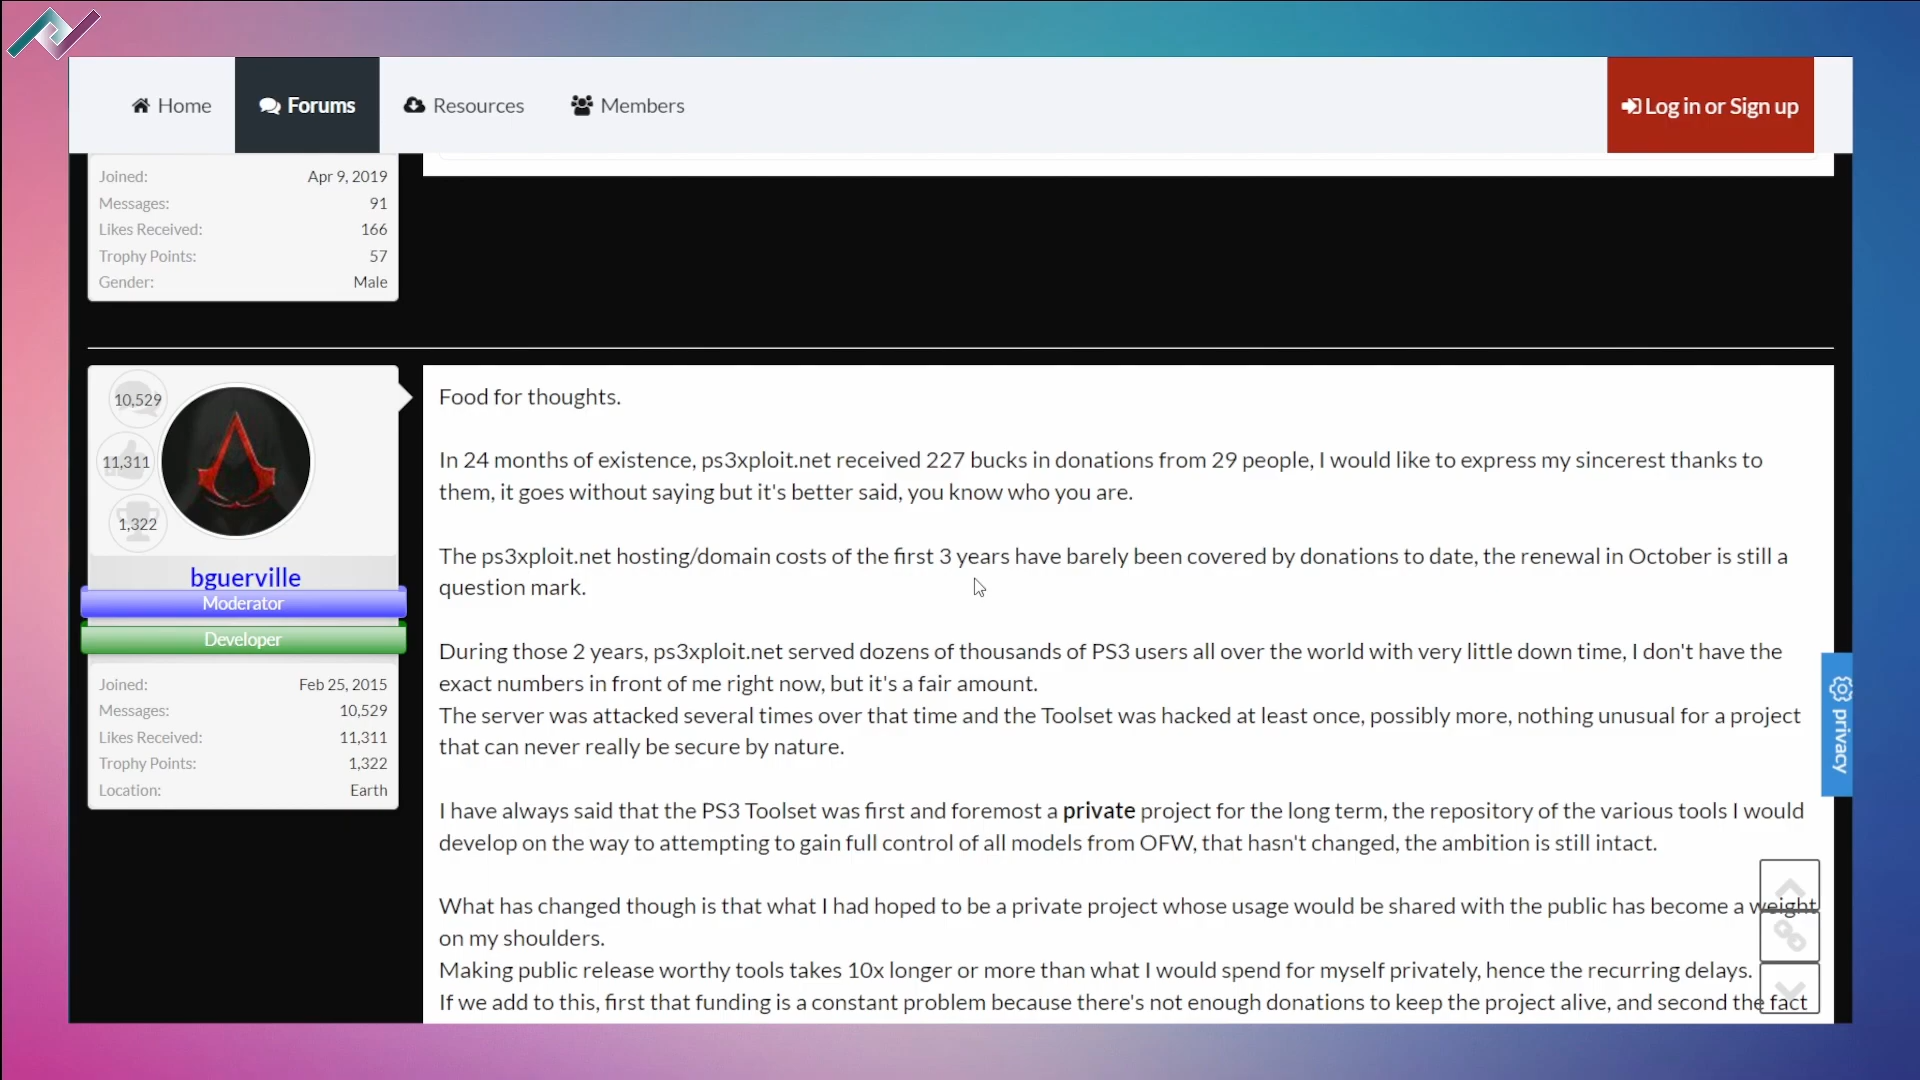 Home
Forums
Resources
Members
Log in or Sign up
Joined: Apr 9, 2019
Messages: 91
Likes Received: 166
Trophy Points: 57
Gender: Male
10,529
11,311
1,322
bguerville
Moderator
Developer
Joined: Feb 25, 2015
Messages: 10,529
Likes Received: 11,311
Trophy Points: 1,322
Location: Earth
Food for thoughts.
In 24 months of existence, ps3xploit.net received 227 bucks in donations from 29 people, I would like to express my sincerest thanks to
them, it goes without saying but it's better said, you know who you are.
The ps3xploit.net hosting/domain costs of the first 3 years have barely been covered by donations to date, the renewal in October is still a
question mark.
During those 2 years, ps3xploit.net served dozens of thousands of PS3 users all over the world with very little down time, I don't have the
exact numbers in front of me right now, but it's a fair amount.
The server was attacked several times over that time and the Toolset was hacked at least once, possibly more, nothing unusual for a project
that can never really be secure by nature.
I have always said that the PS3 Toolset was first and foremost a private project for the long term, the repository of the various tools I would
develop on the way to attempting to gain full control of all models from OFW, that hasn't changed, the ambition is still intact.
What has changed though is that what I had hoped to be a private project whose usage would be shared with the public has become a weight
on my shoulders.
Making public release worthy tools takes 10x longer or more than what I would spend for myself privately, hence the recurring delays.
If we add to this, first that funding is a constant problem because there's not enough donations to keep the project alive, and second the fact
privacy